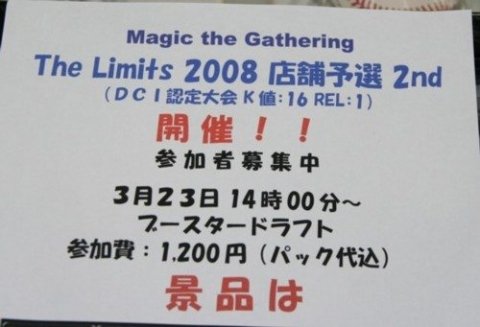 Magic the Gathering
The Limits 2008 店舗予選 2nd
(DCI認定大会 K値:16 REL:1)
開催！！
参加者募集中
3月23日 14時00分～
ブースタードラフト
参加費：1,200円（パック代込）
景品は